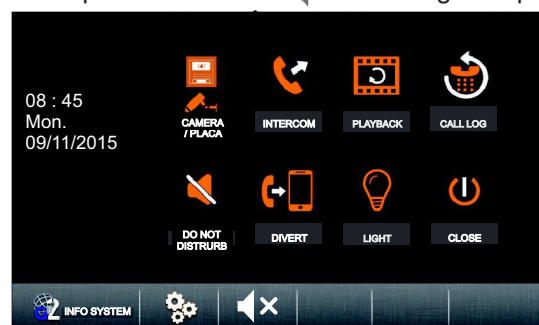 08 : 45
Mon.
09/11/2015
CAMERA
/ PLACA
INTERCOM
PLAYBACK
CALL LOG
DO NOT
DISTRURB
DIVERT
LIGHT
CLOSE
2 INFO SYSTEM